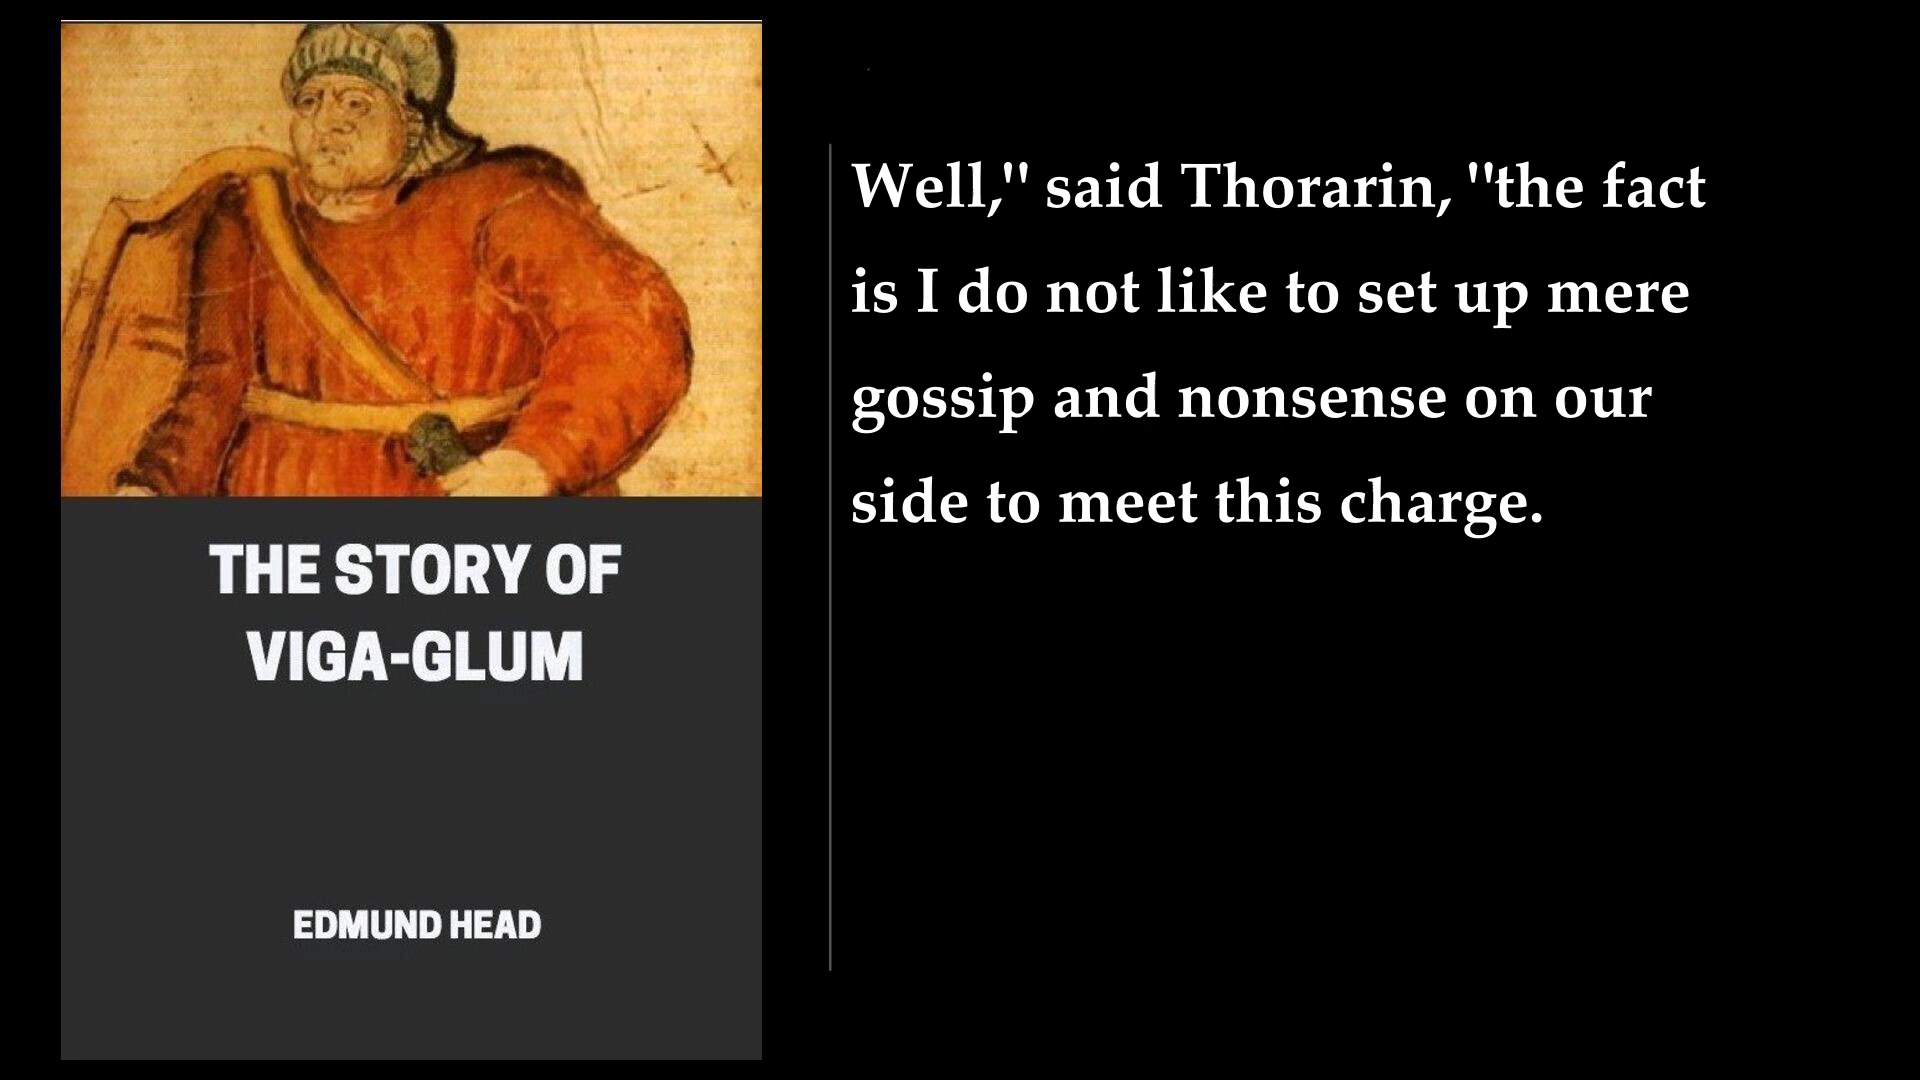 THE STORY OF
VIGA-GLUM
EDMUND HEAD
Well," said Thorarin, "the fact
is I do not like to set up mere
gossip and nonsense on our
side to meet this charge.